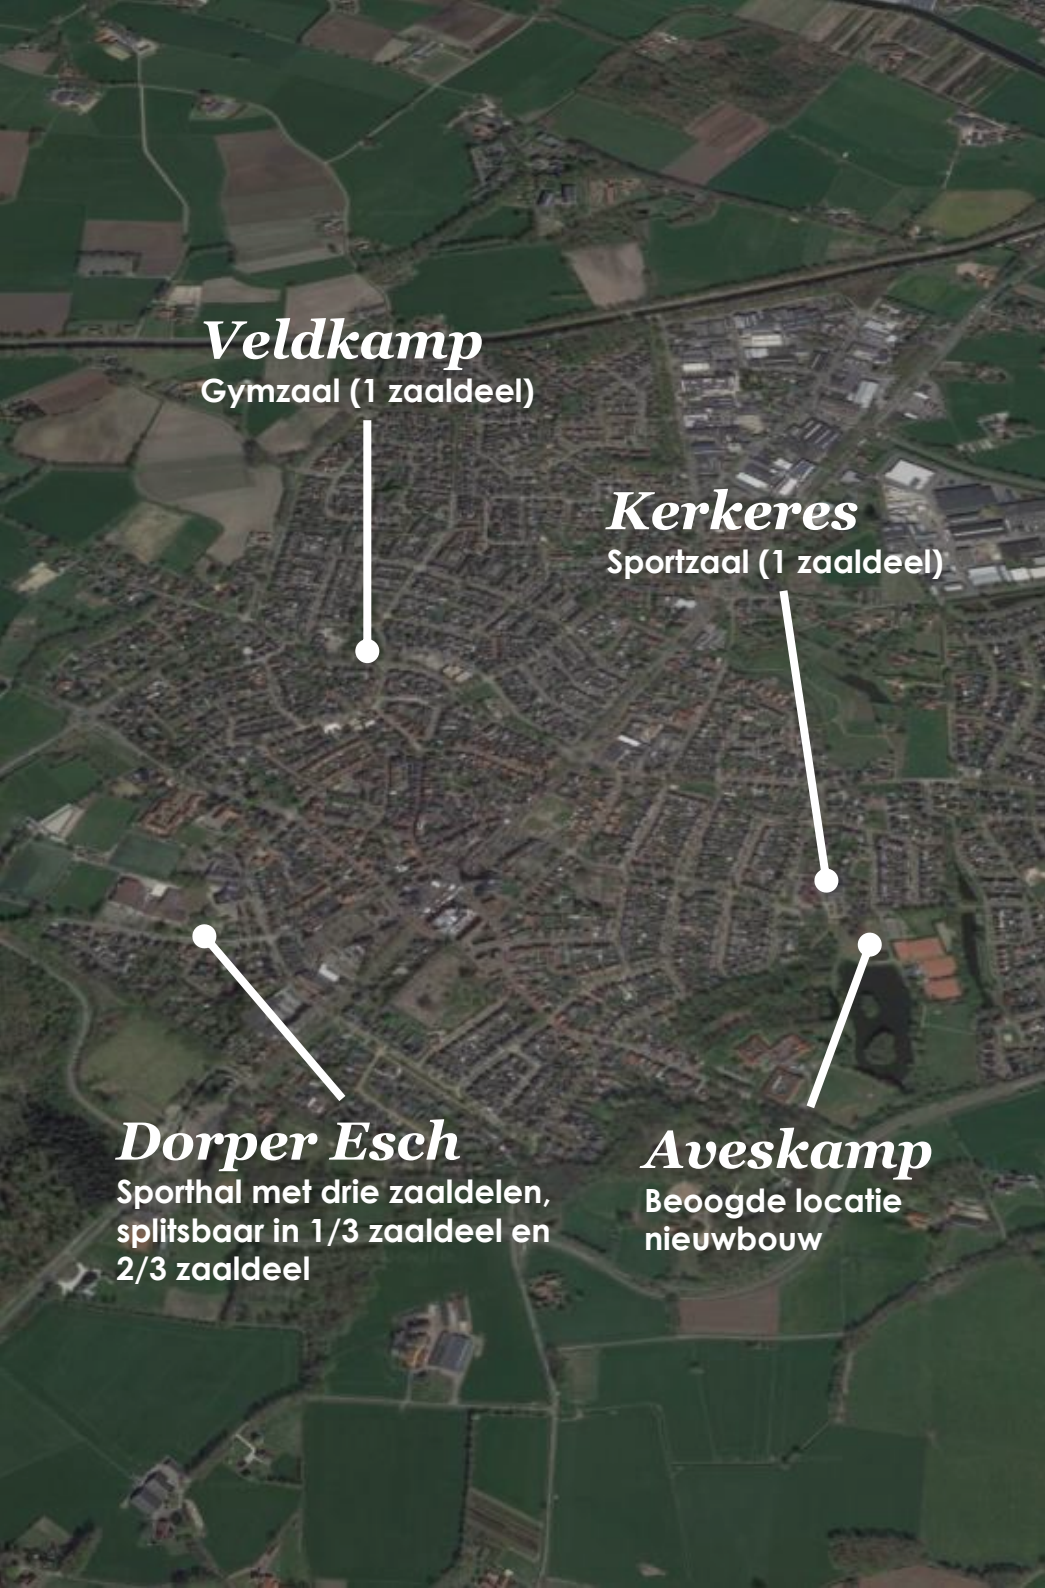 Veldkamp
Gymzaal (1 zaaldeel)
Kerkeres
Sportzaal (1 zaaldeel)
Dorper Esch
Sporthal met drie zaaldelen,
splitsbaar in 1/3 zaaldeel en
2/3 zaaldeel
Aveskamp
Beoogde locatie
nieuwbouw